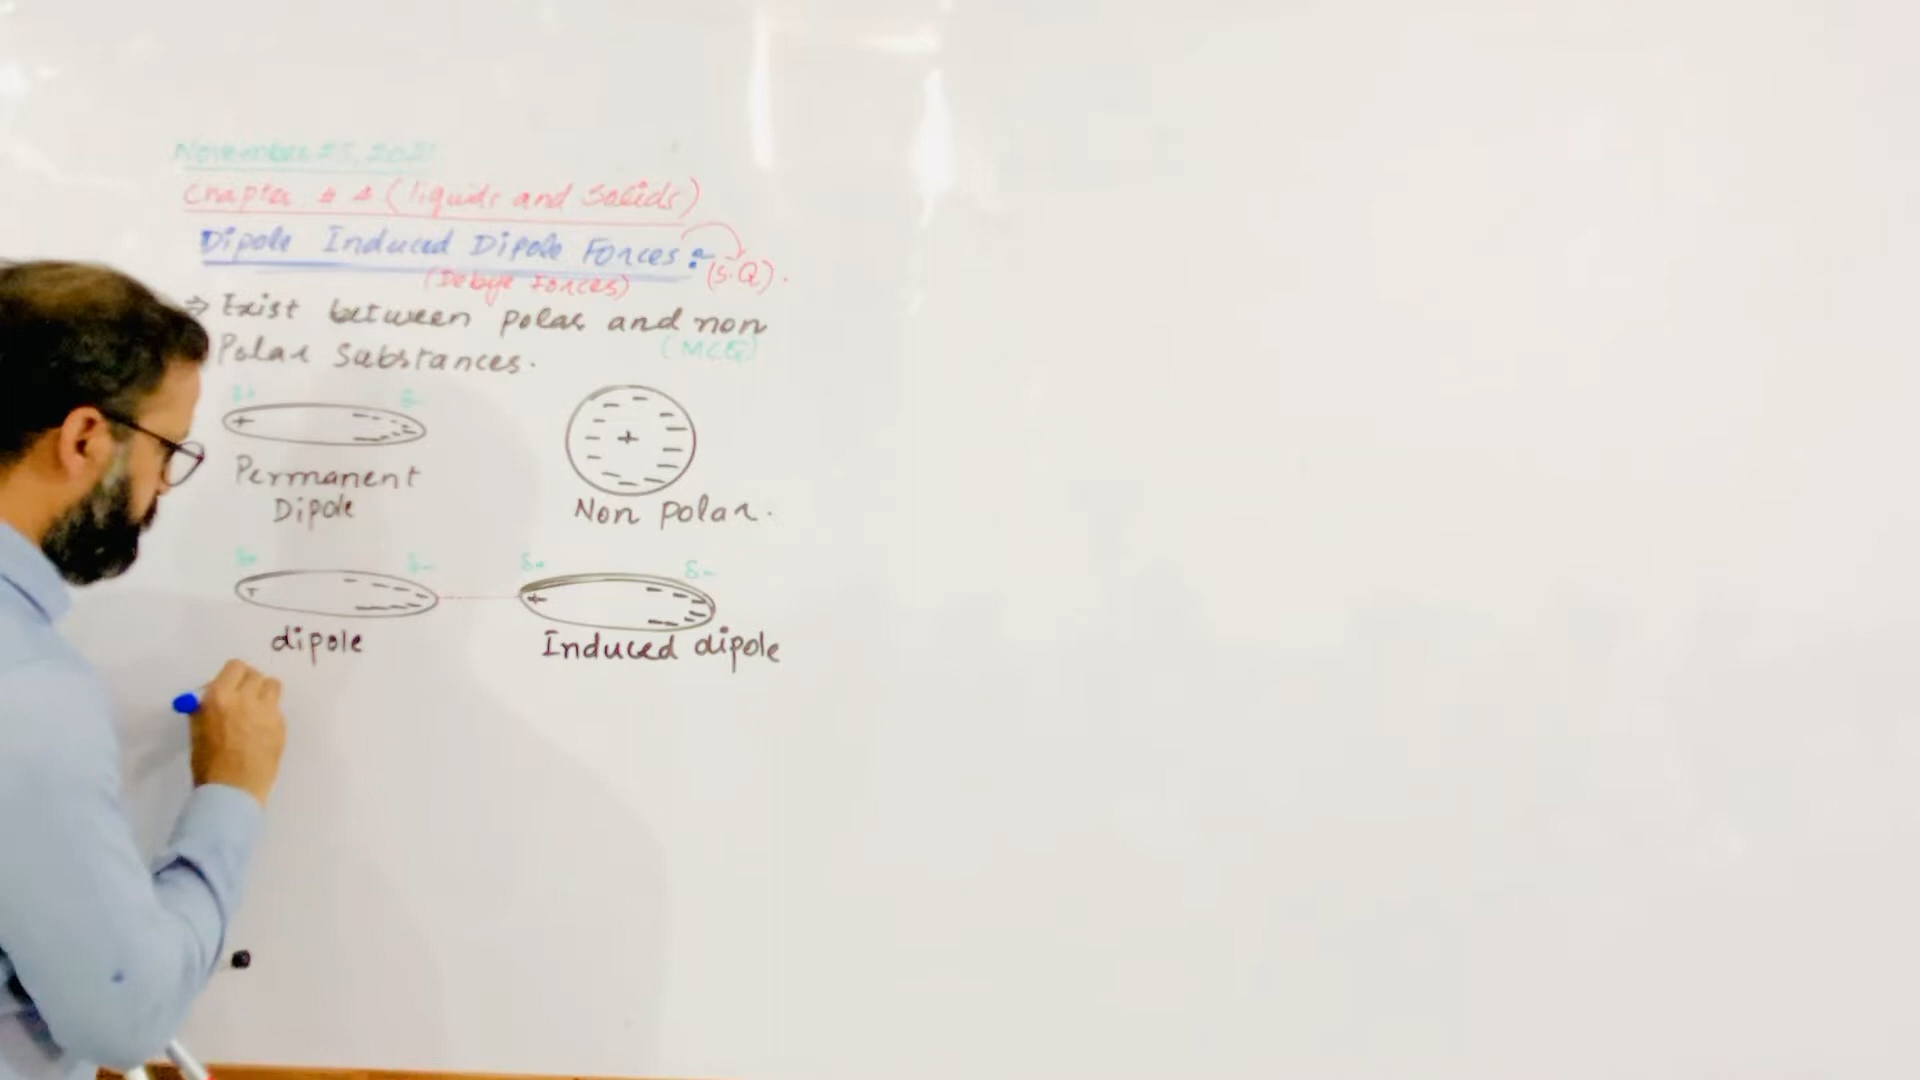 November 25, 2021
Chapter # 4 (liquids and Solids)
Dipole Induced Dipole Forces :- (S.Q).
(Debye Forces)
⇒ Exist between polar and non
Polar Substances. (MCQ)
δ+ δ-
+
Permanent
Dipole
+
Non polar.
δ+ δ- δ+ δ-
+ +
dipole Induced dipole